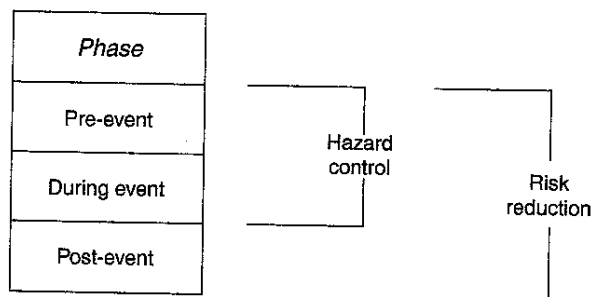 Phase
Pre-event
During event
Post-event
Hazard
control
Risk
reduction